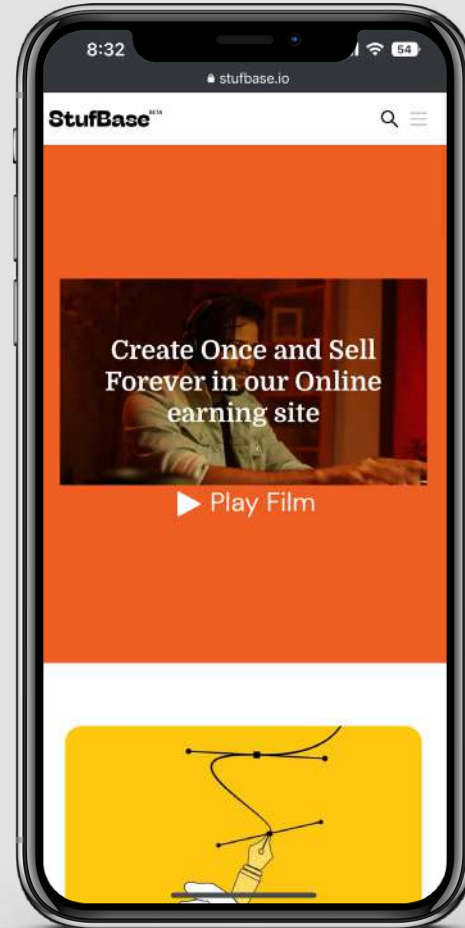 8:32
54
stufbase.io
StufBase BETA
Create Once and Sell
Forever in our Online
earning site
Play Film